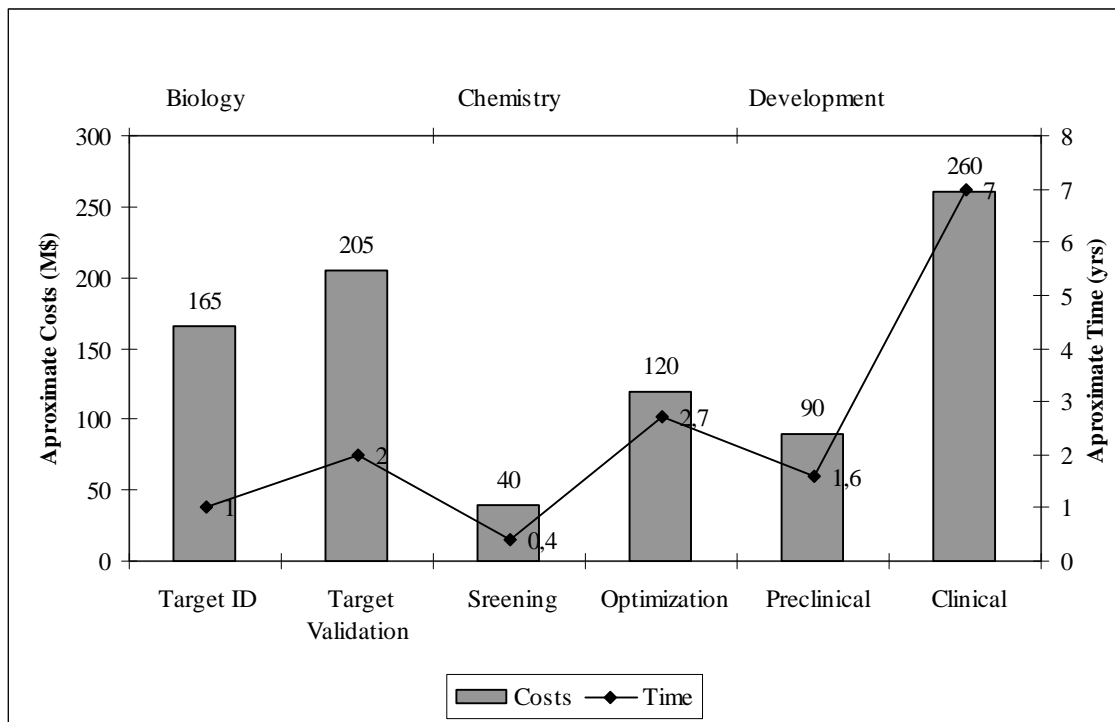 Biology Chemistry Development
300 250 200 150 100 50 0
Aproximate Costs (M$)
165 205 40 120 90 260
1 2 0,4 2,7 1,6 7
8 7 6 5 4 3 2 1 0
Aproximate Time (yrs)
Target ID Target Validation Sreening Optimization Preclinical Clinical
Costs Time